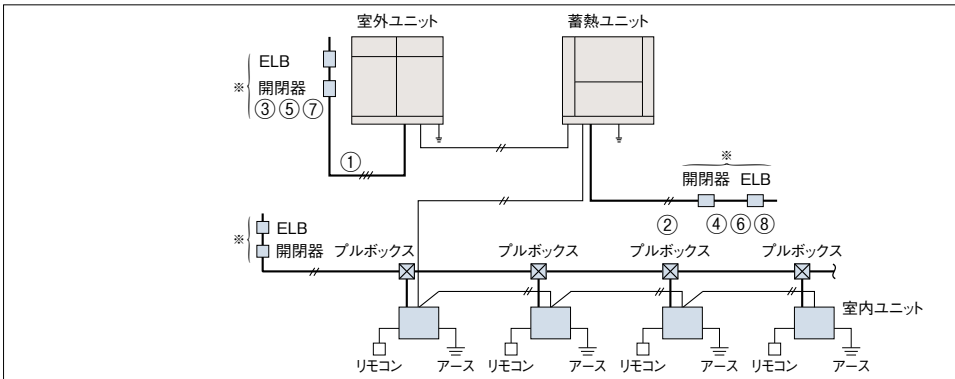 室外ユニット
蓄熱ユニット
ELB
※
開閉器
③⑤⑦
①
※
開閉器 ELB
② ④⑥⑧
ELB
※
開閉器
プルボックス
プルボックス
プルボックス
プルボックス
室内ユニット
リモコン
アース
リモコン
アース
リモコン
アース
リモコン
アース